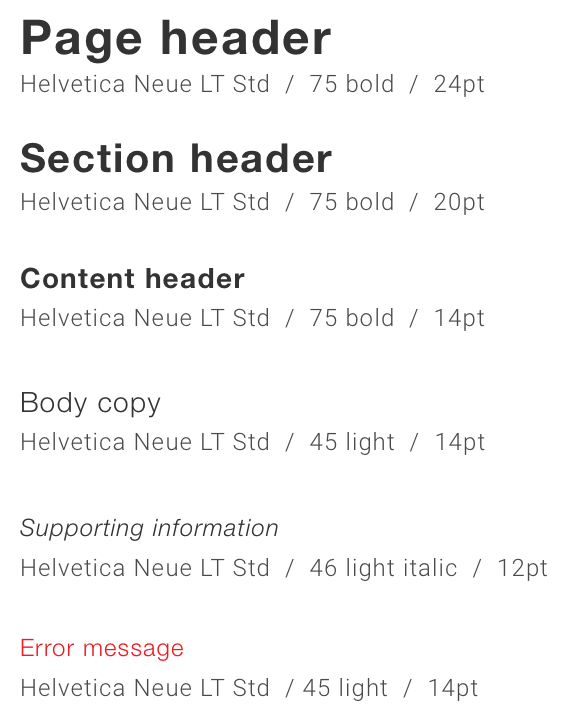 Page header
Helvetica Neue LT Std / 75 bold / 24pt
Section header
Helvetica Neue LT Std / 75 bold / 20pt
Content header
Helvetica Neue LT Std / 75 bold / 14pt
Body copy
Helvetica Neue LT Std / 45 light / 14pt
Supporting information
Helvetica Neue LT Std / 46 light italic / 12pt
Error message
Helvetica Neue LT Std / 45 light / 14pt